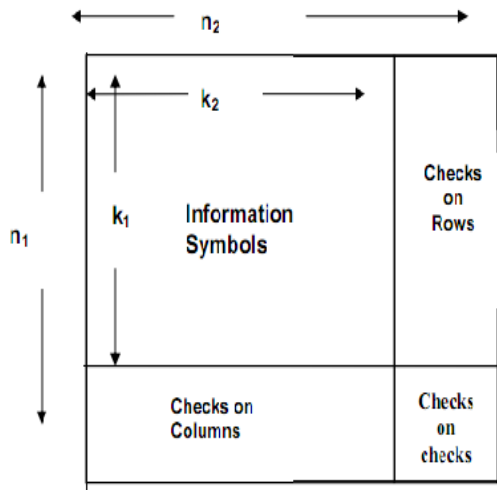 n₂
k₂
n₁
k₁
Information
Symbols
Checks
on
Rows
Checks on
Columns
Checks
on
checks